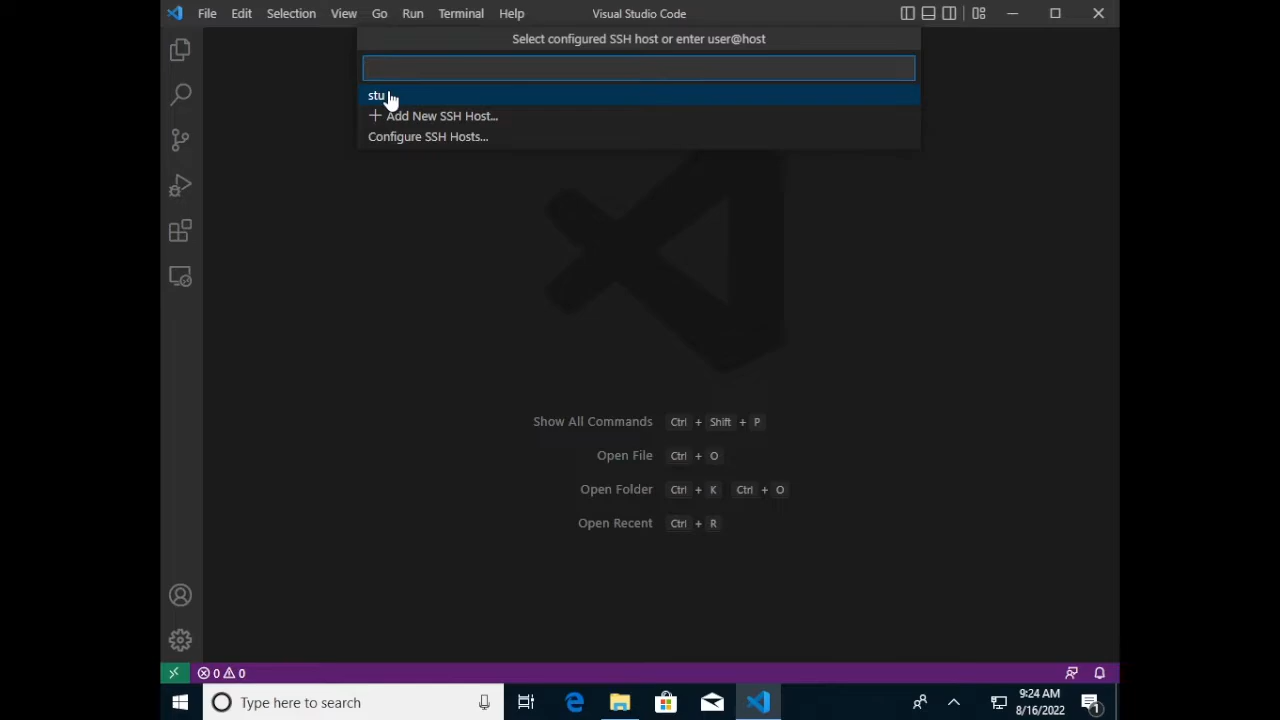 File Edit Selection View Go Run Terminal Help Visual Studio Code
Select configured SSH host or enter user@host
stu
Add New SSH Host...
Configure SSH Hosts...
Show All Commands Ctrl + Shift + P
Open File Ctrl + O
Open Folder Ctrl + K Ctrl + O
Open Recent Ctrl + R
0 0
Type here to search
9:24 AM
8/16/2022
1